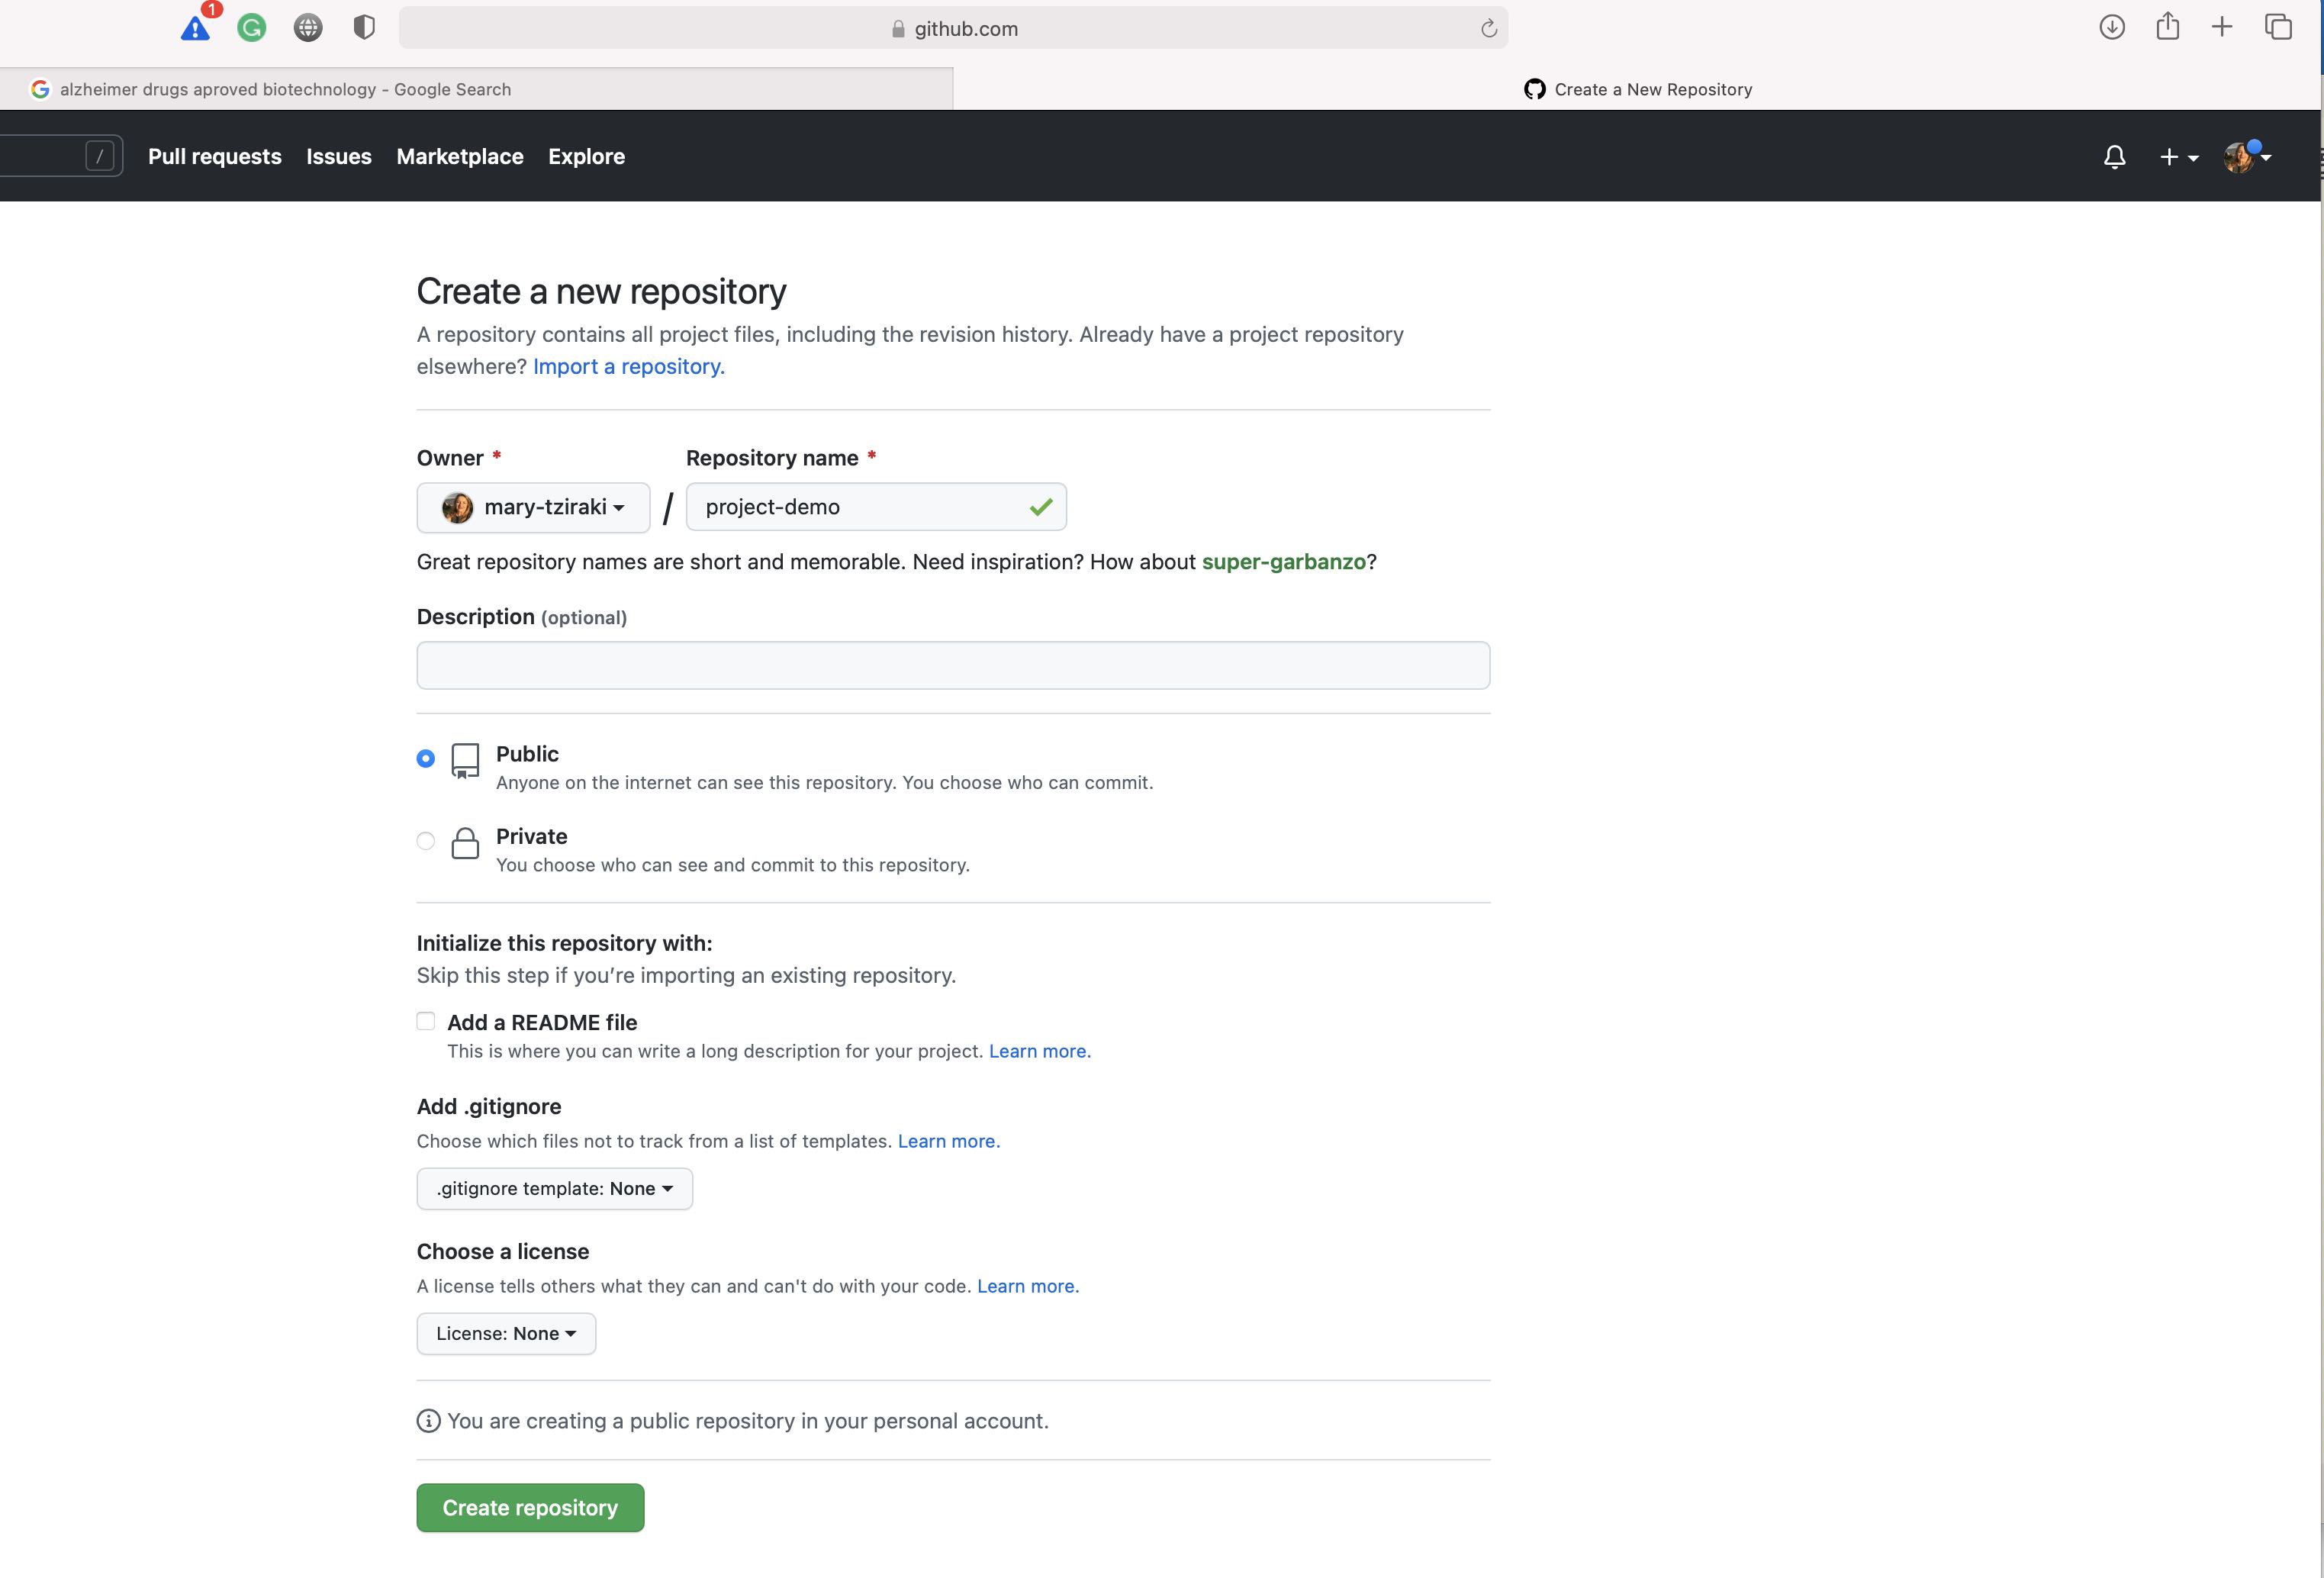 1
github.com
alzheimer drugs aproved biotechnology - Google Search
Create a New Repository
/
Pull requests Issues Marketplace Explore
Create a new repository
A repository contains all project files, including the revision history. Already have a project repository
elsewhere? Import a repository.
Owner * Repository name *
mary-tziraki / project-demo
Great repository names are short and memorable. Need inspiration? How about super-garbanzo?
Description (optional)
Public
Anyone on the internet can see this repository. You choose who can commit.
Private
You choose who can see and commit to this repository.
Initialize this repository with:
Skip this step if you’re importing an existing repository.
Add a README file
This is where you can write a long description for your project. Learn more.
Add .gitignore
Choose which files not to track from a list of templates. Learn more.
.gitignore template: None
Choose a license
A license tells others what they can and can't do with your code. Learn more.
License: None
You are creating a public repository in your personal account.
Create repository